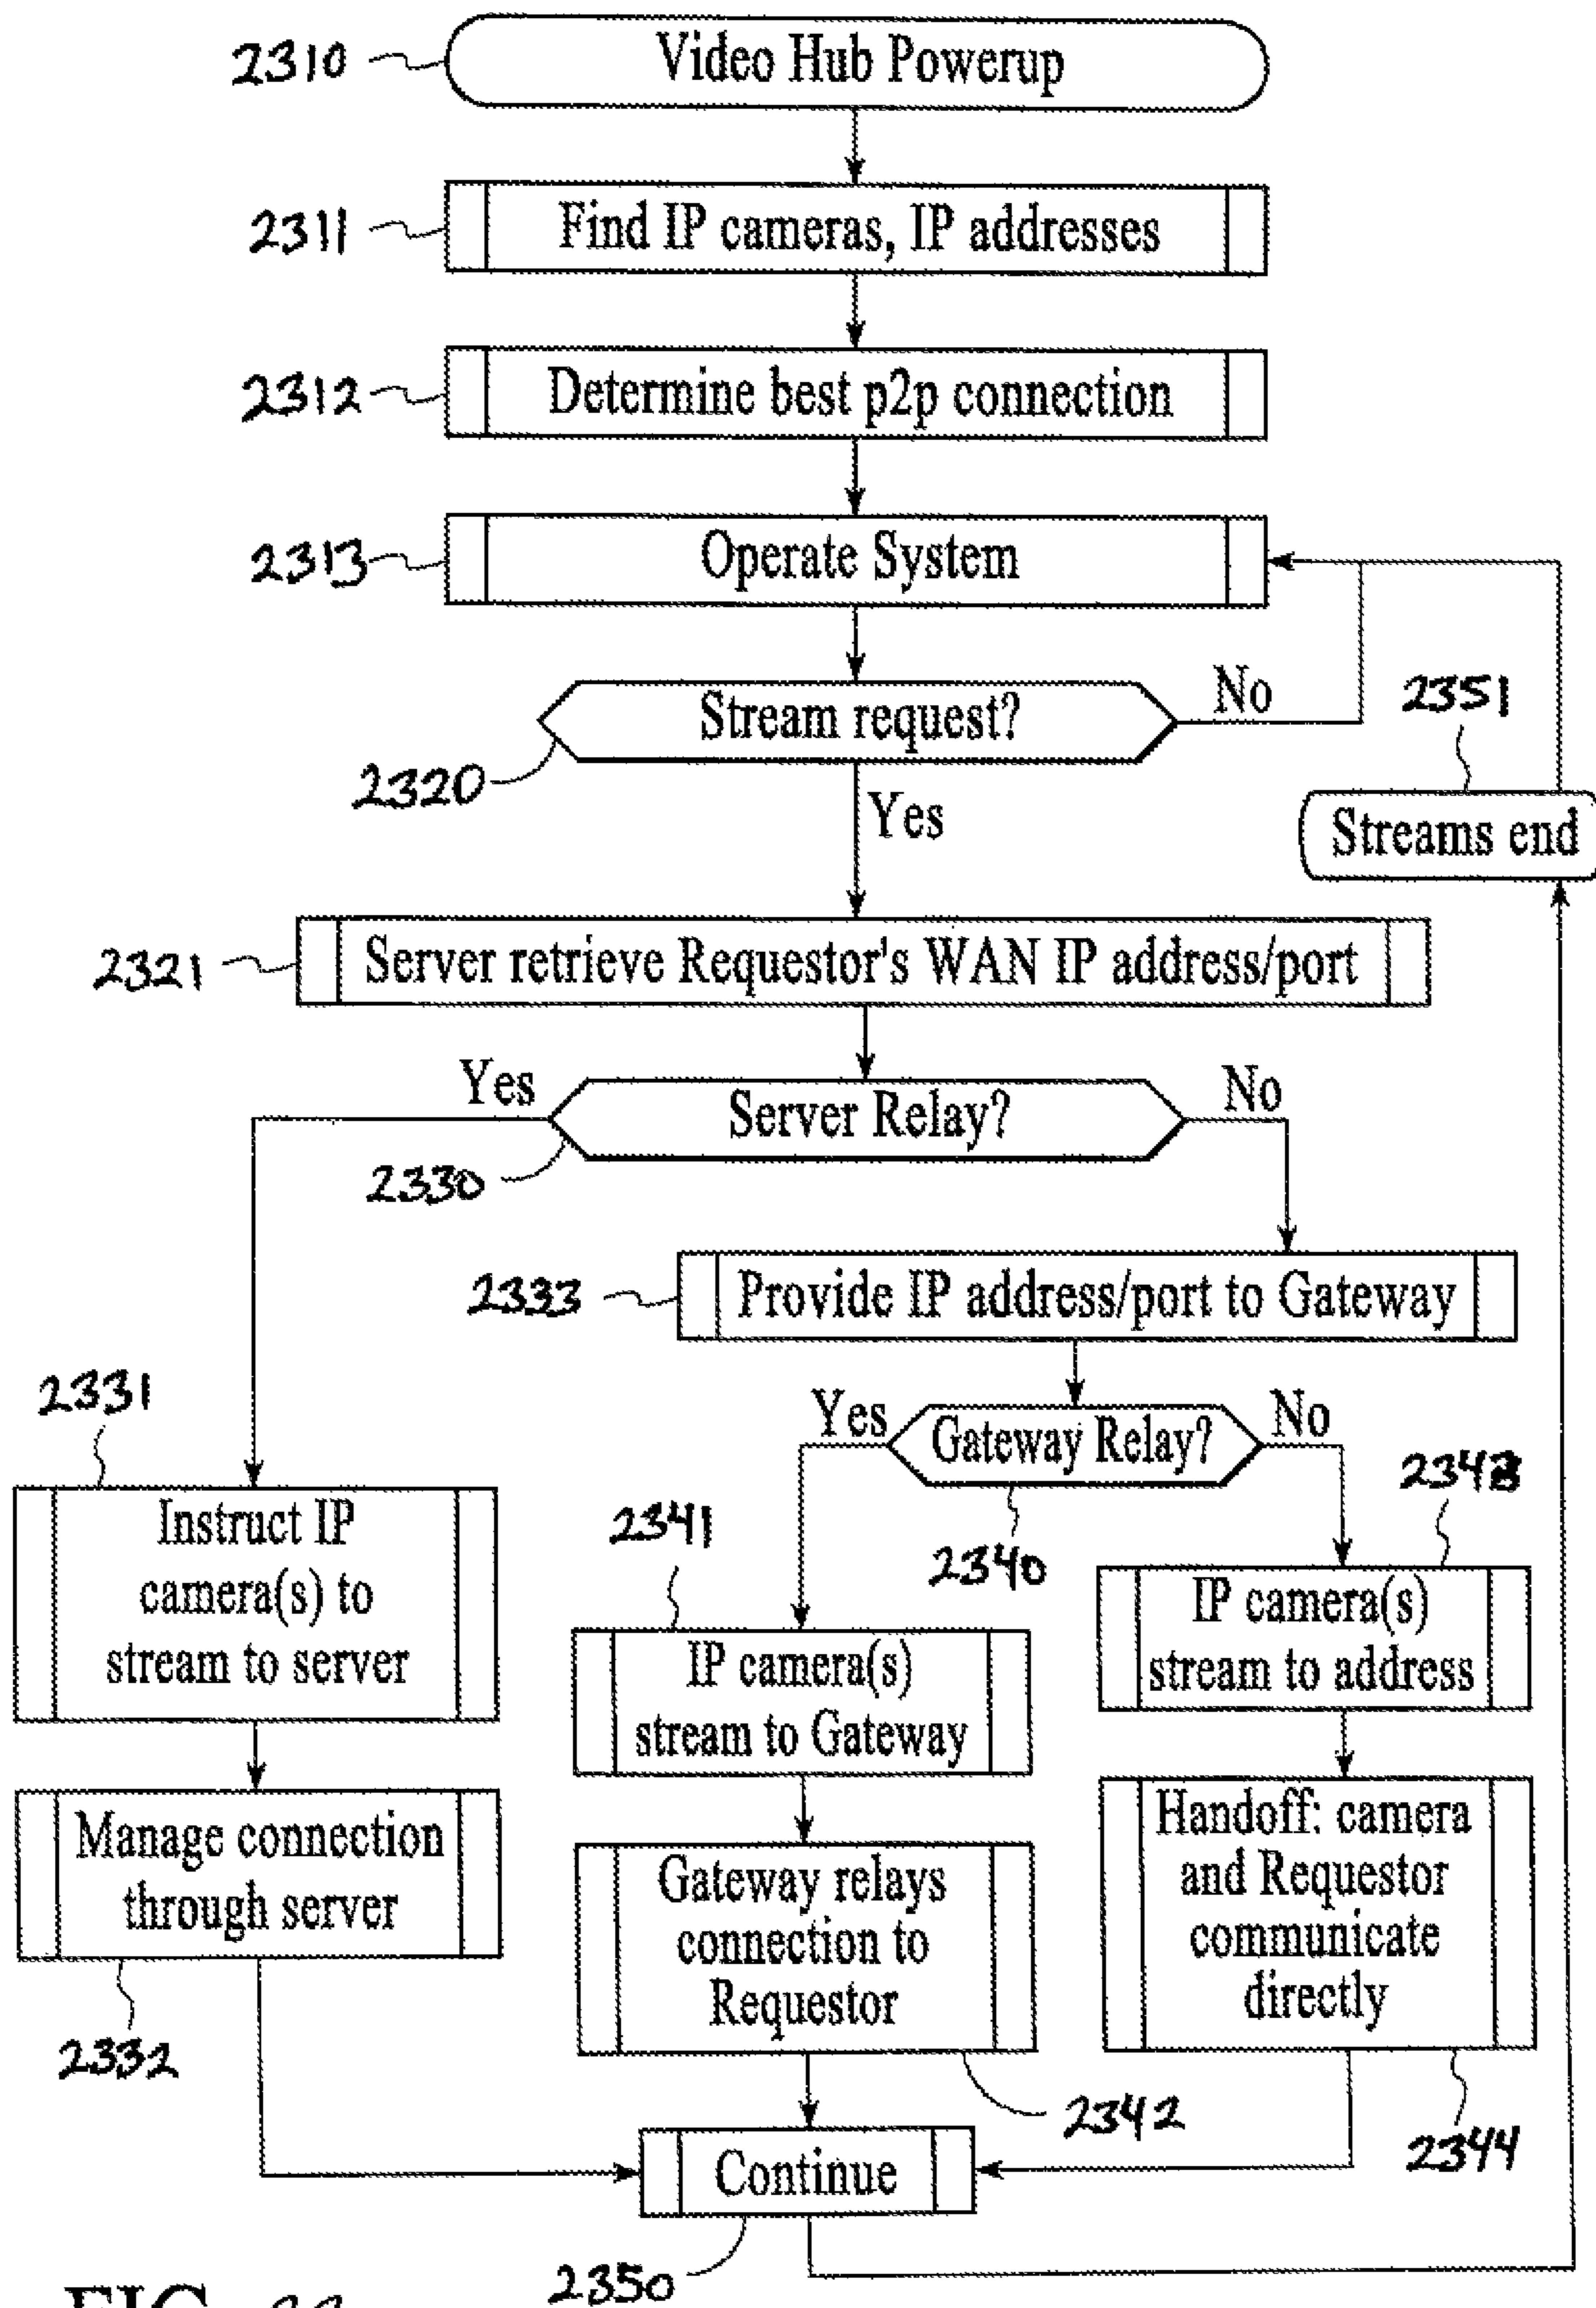 2310
Video Hub Powerup
2311
Find IP cameras, IP addresses
2312
Determine best p2p connection
2313
Operate System
Stream request?
No
2320
Yes
2351
Streams end
2321
Server retrieve Requestor's WAN IP address/port
Yes
Server Relay?
No
2330
2333
Provide IP address/port to Gateway
Yes
Gateway Relay?
No
2340
2331
Instruct IP
camera(s) to
stream to server
Manage connection
through server
2332
2341
IP camera(s)
stream to Gateway
Gateway relays
connection to
Requestor
2342
2343
IP camera(s)
stream to address
Handoff: camera
and Requestor
communicate
directly
2344
Continue
2350